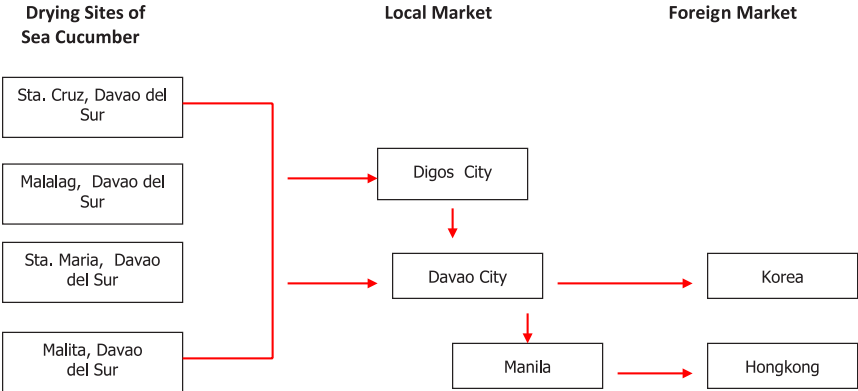 Drying Sites of
Sea Cucumber
Local Market
Foreign Market
Sta. Cruz, Davao del
Sur
Malalag, Davao del
Sur
Sta. Maria, Davao
del Sur
Malita, Davao
del Sur
Digos City
Davao City
Manila
Korea
Hongkong